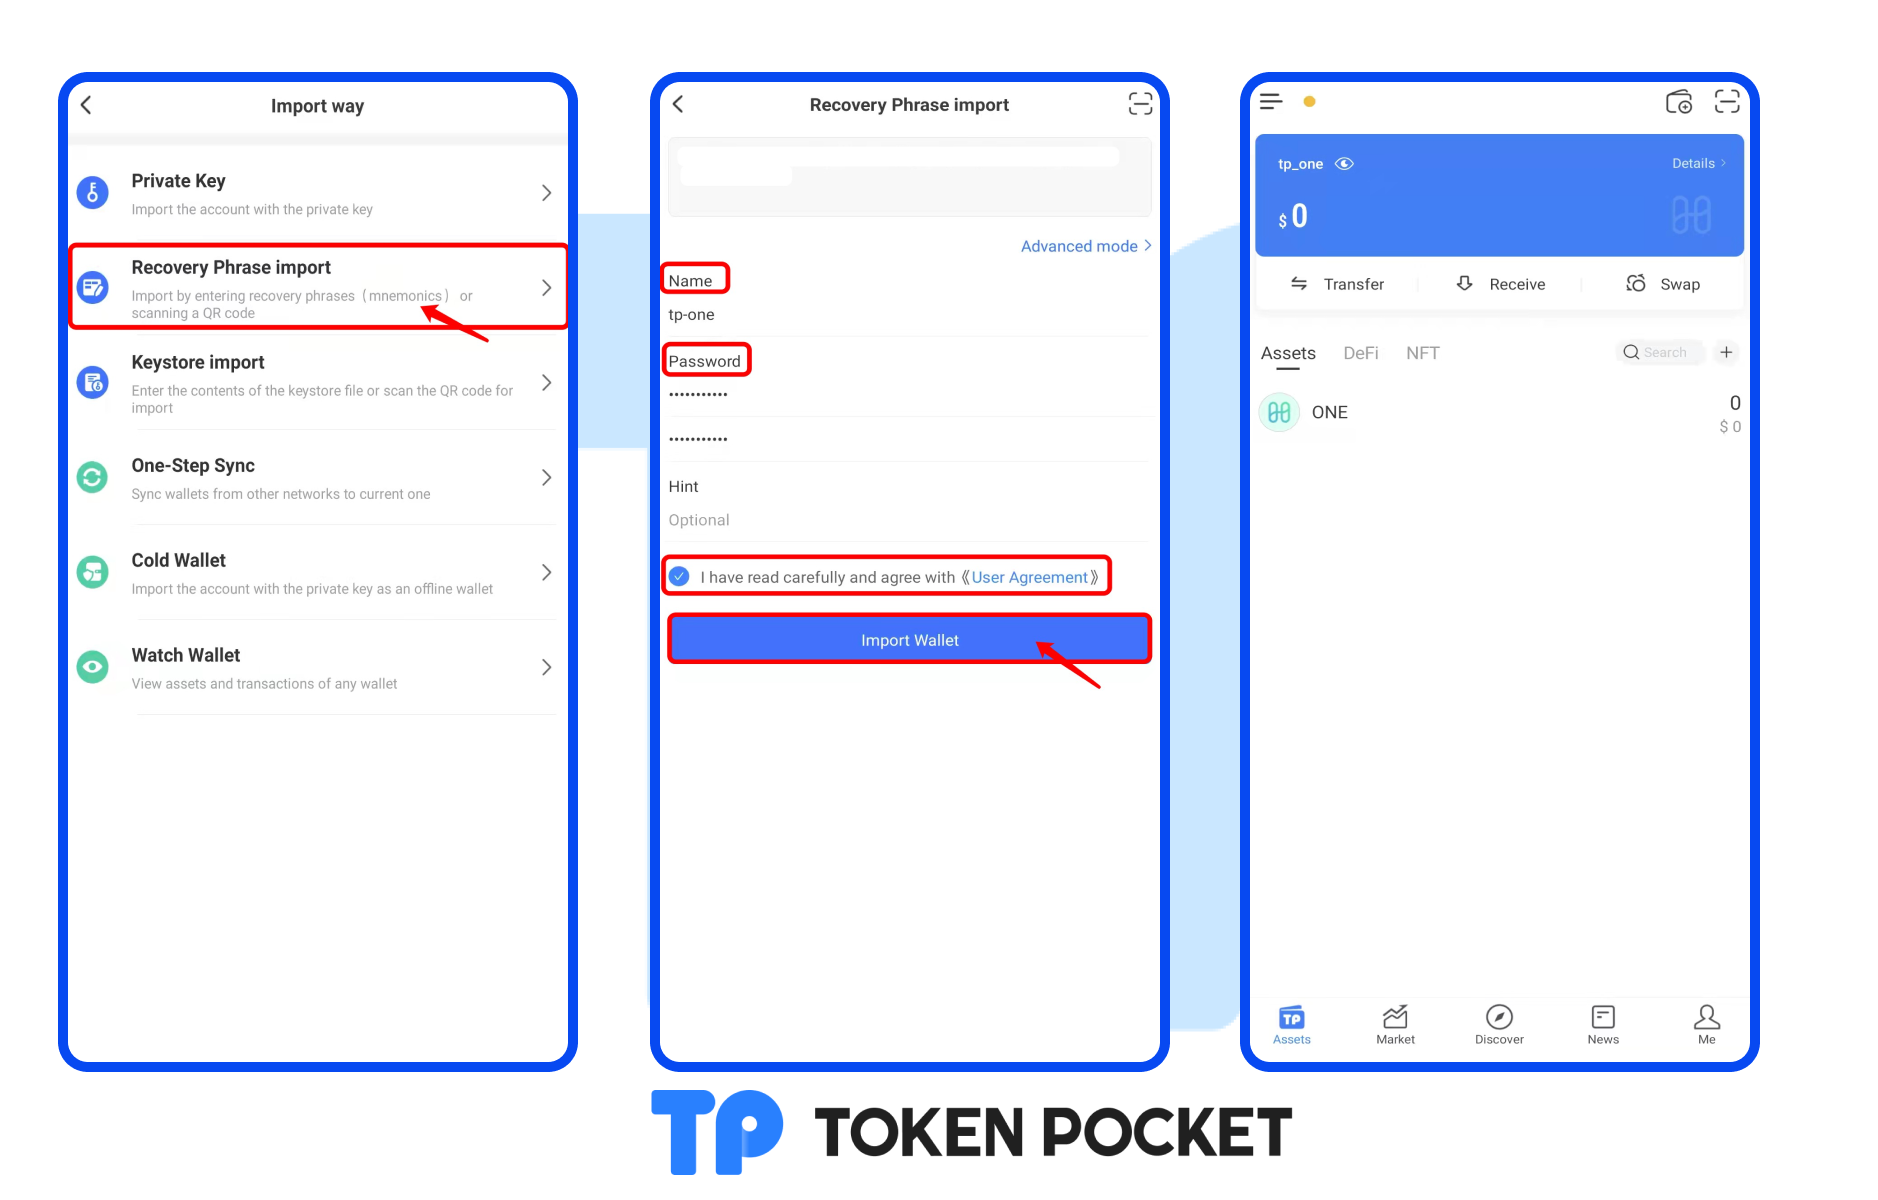 Import way
Private Key
Import the account with the private key
Recovery Phrase import
Import by entering recovery phrases（mnemonics） or
scanning a QR code
Keystore import
Enter the contents of the keystore file or scan the QR code for
import
One-Step Sync
Sync wallets from other networks to current one
Cold Wallet
Import the account with the private key as an offline wallet
Watch Wallet
View assets and transactions of any wallet
Recovery Phrase import
Advanced mode
Name
tp-one
Password
•••••••••••
•••••••••••
Hint
Optional
I have read carefully and agree with《User Agreement》
Import Wallet
tp_one
Details
$ 0
Transfer
Receive
Swap
Assets
DeFi
NFT
Search
ONE
0
$ 0
TP
Assets
Market
Discover
News
Me
TP TOKEN POCKET